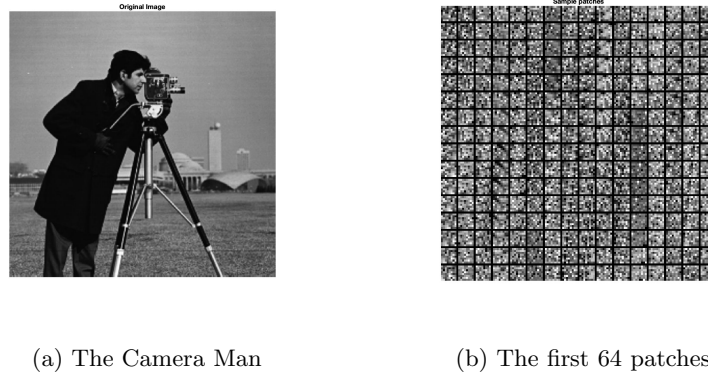 Original Image
Sample patches
(a) The Camera Man
(b) The first 64 patches